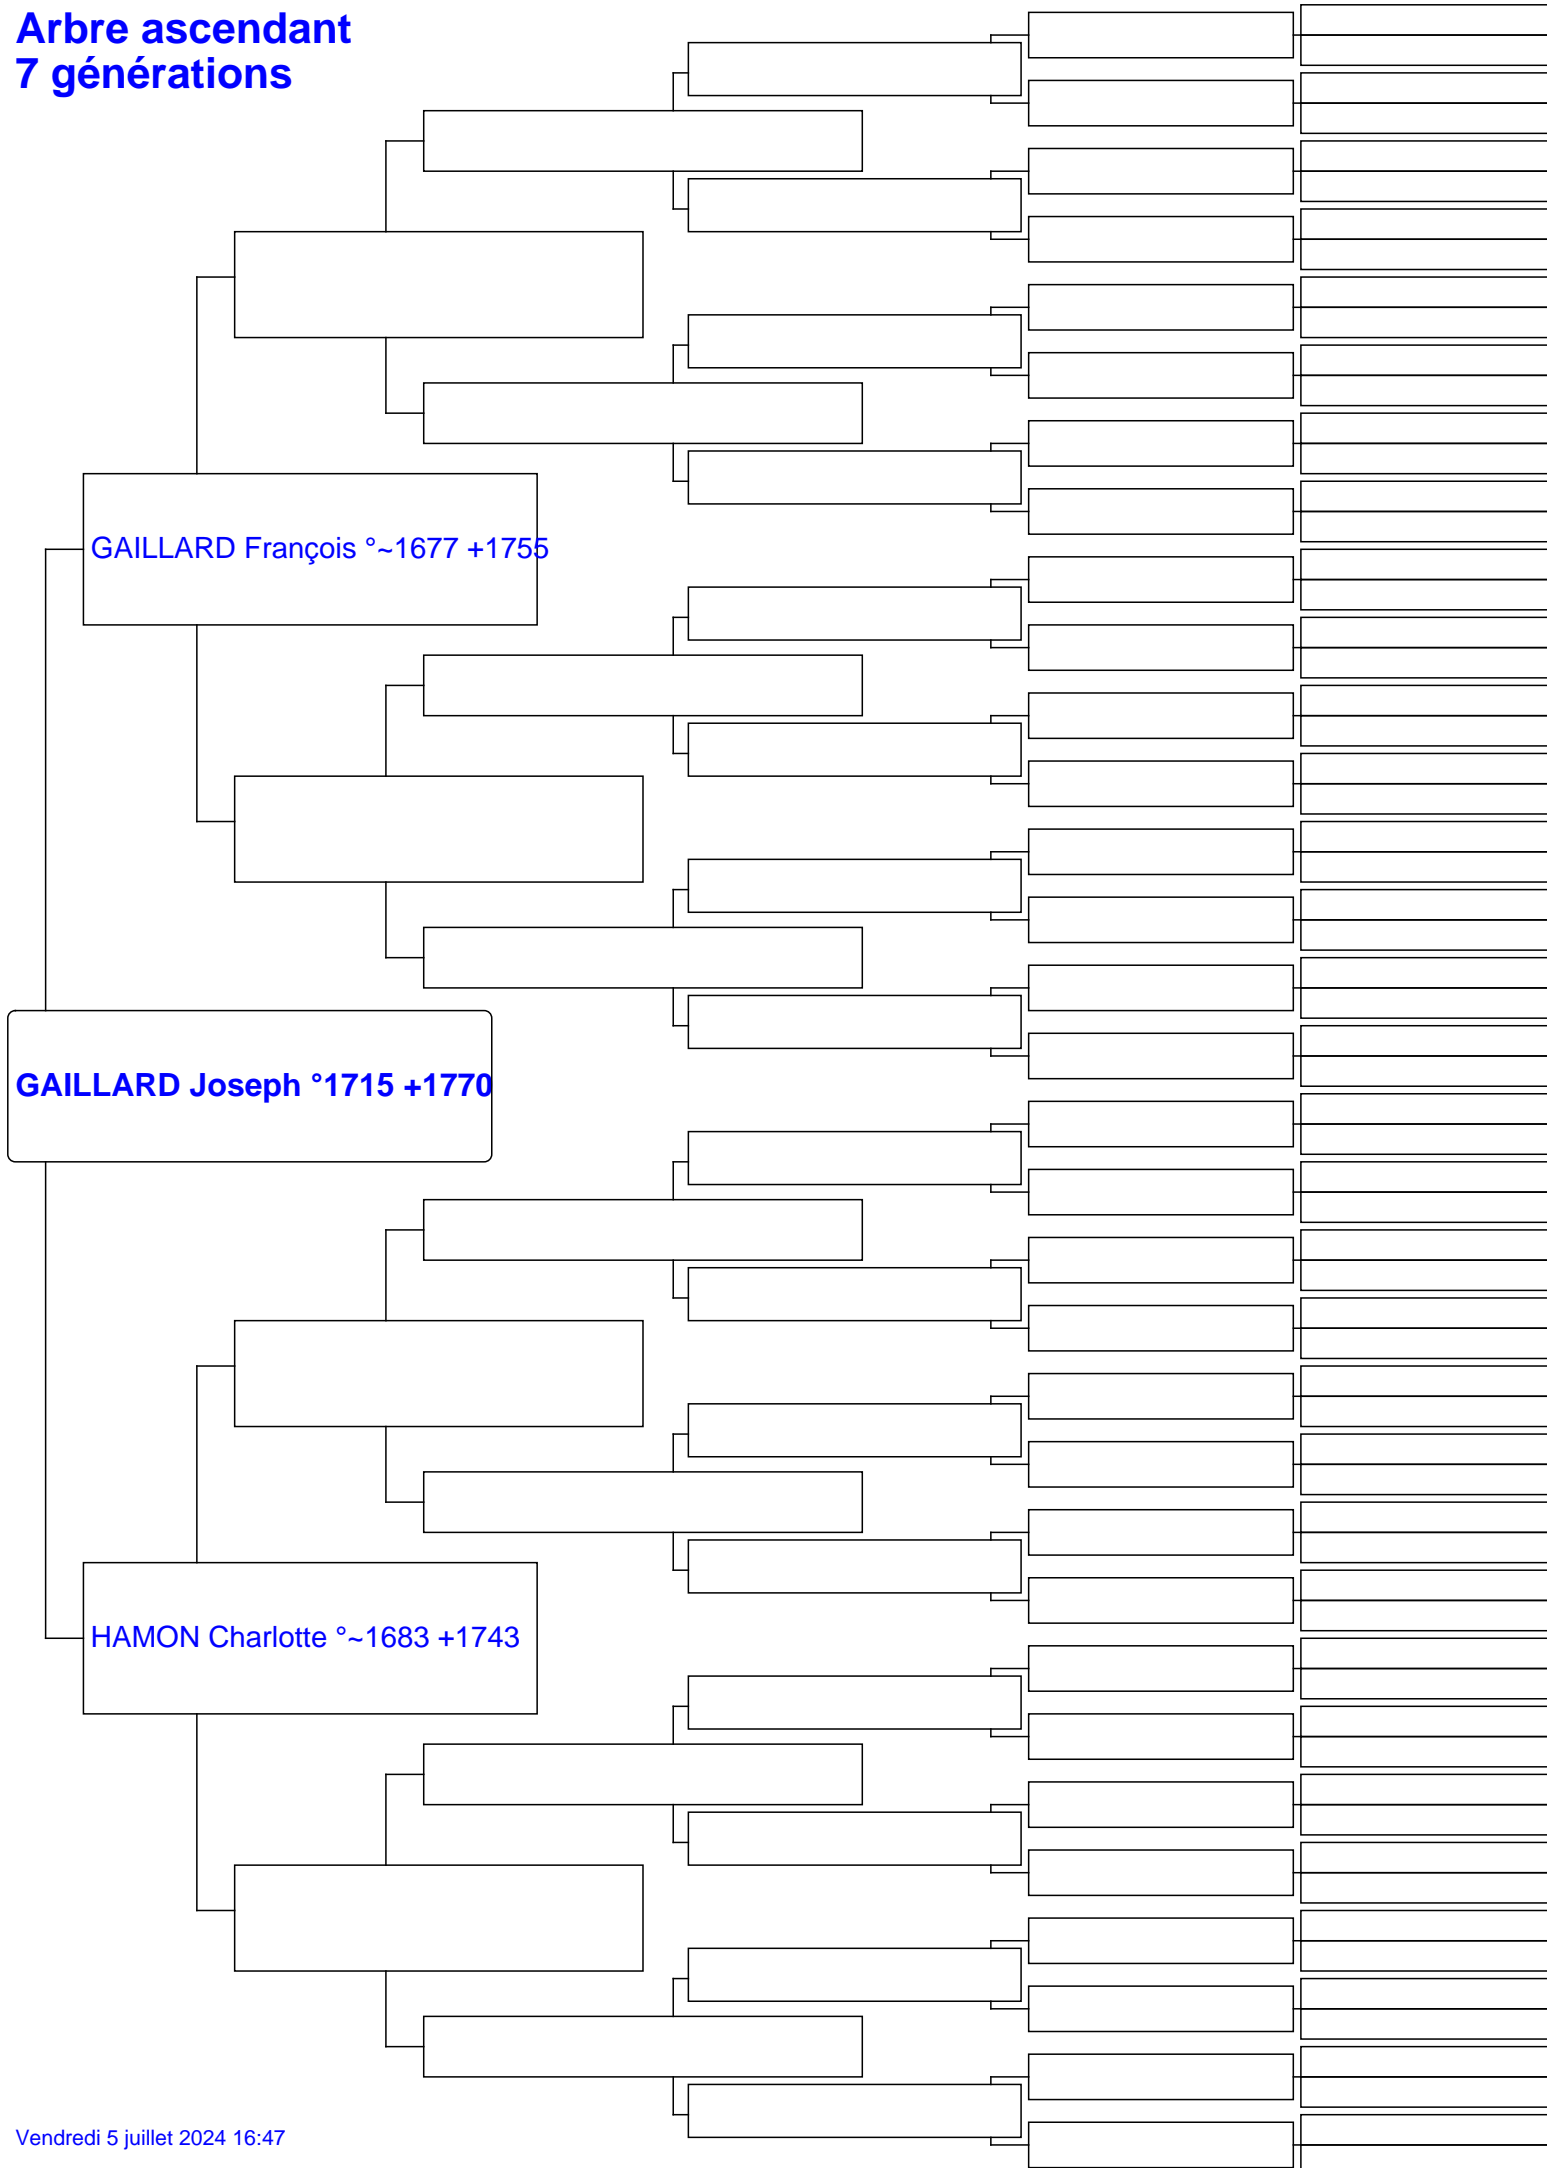 Arbre ascendant
7 générations
GAILLARD François °~1677 +1755
GAILLARD Joseph °1715 +1770
HAMON Charlotte °~1683 +1743
Vendredi 5 juillet 2024 16:47